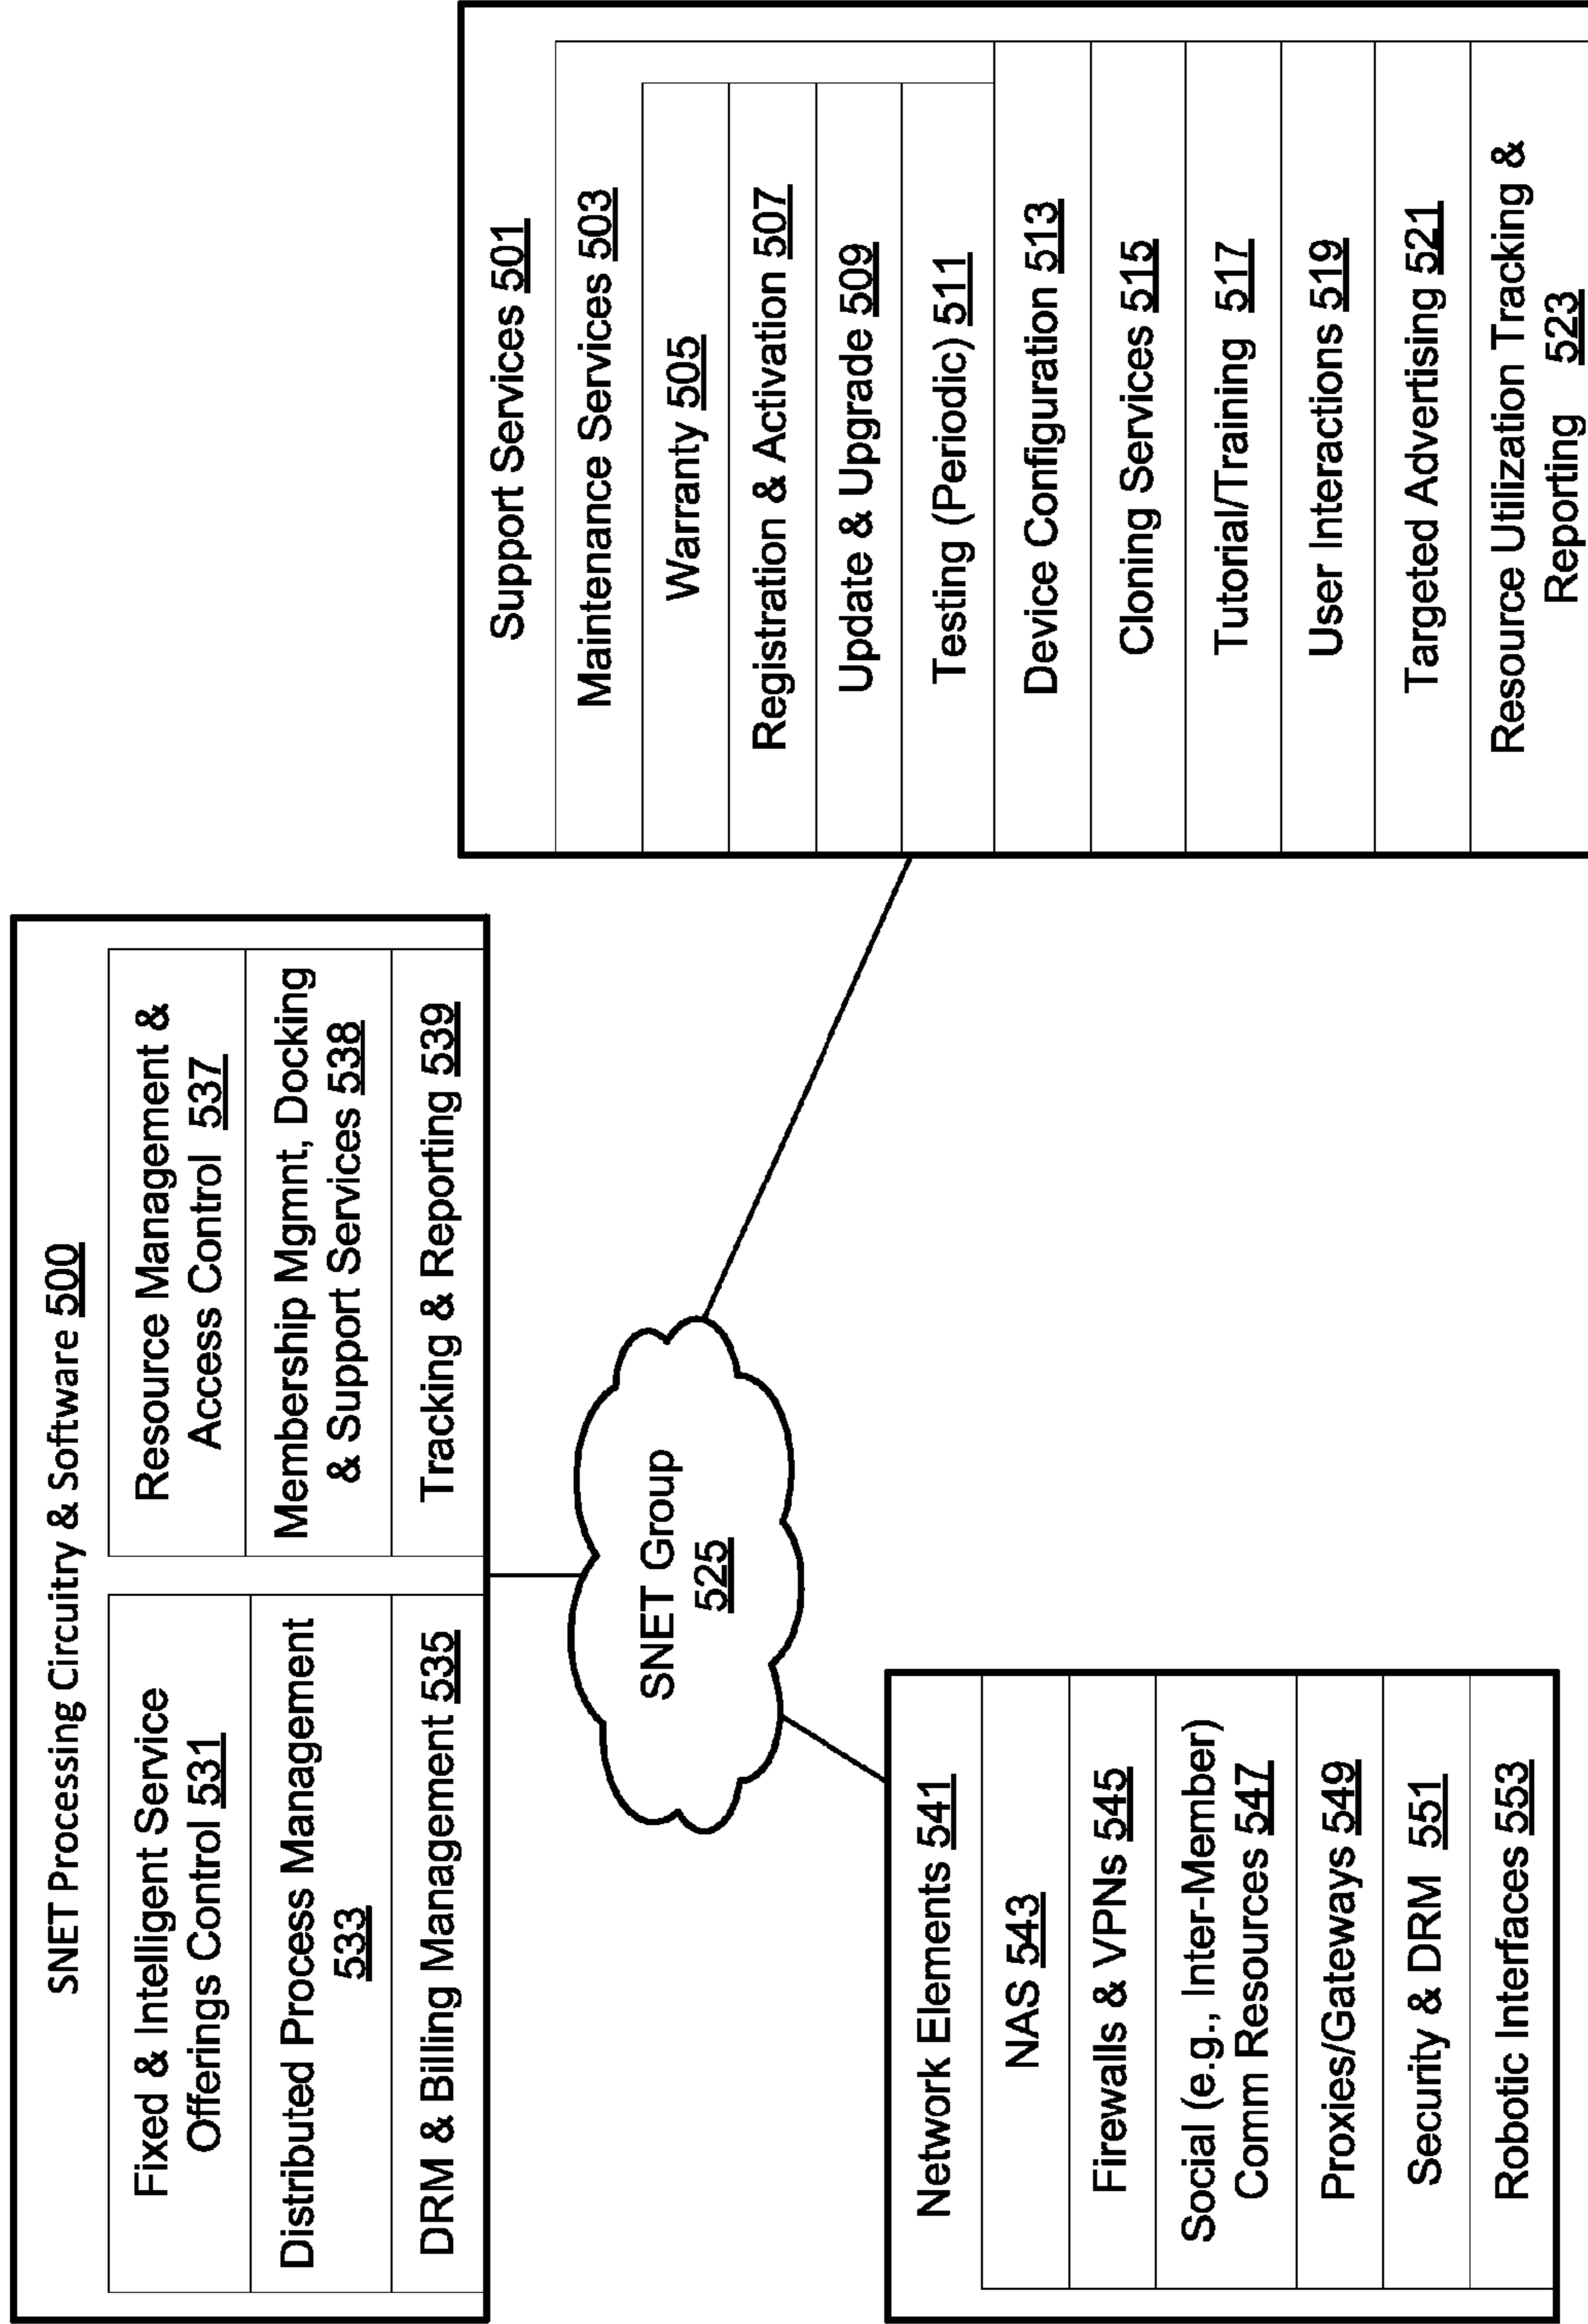 SNET Processing Circuitry & Software 500
Fixed & Intelligent Service
Offerings Control 531
Distributed Process Management
533
DRM & Billing Management 535
Resource Management &
Access Control 537
Membership Mgmnt, Docking
& Support Services 538
Tracking & Reporting 539
SNET Group
525
Network Elements 541
NAS 543
Firewalls & VPNs 545
Social (e.g., Inter-Member)
Comm Resources 547
Proxies/Gateways 549
Security & DRM 551
Robotic Interfaces 553
Support Services 501
Maintenance Services 503
Warranty 505
Registration & Activation 507
Update & Upgrade 509
Testing (Periodic) 511
Device Configuration 513
Cloning Services 515
Tutorial/Training 517
User Interactions 519
Targeted Advertising 521
Resource Utilization Tracking &
Reporting 523